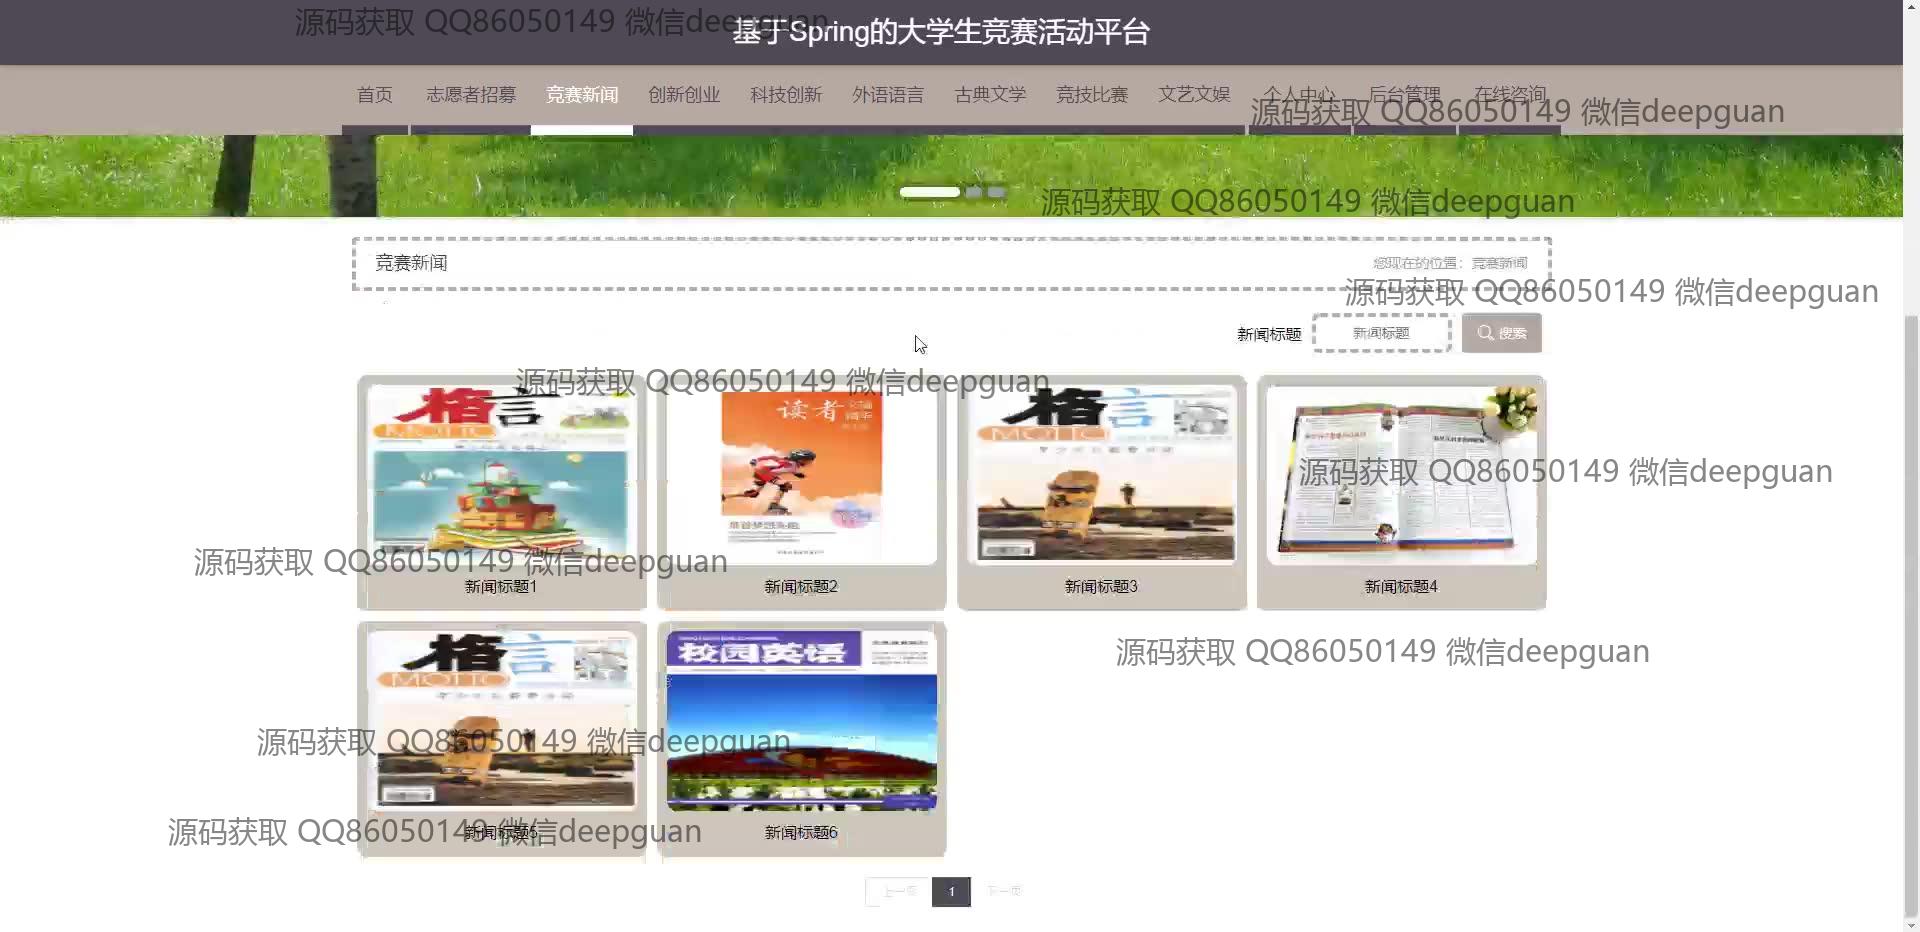 基于Spring的大学生竞赛活动平台
源码获取 QQ86050149 微信deepguan
首页 志愿者招募 竞赛新闻 创新创业 科技创新 外语语言 古典文学 竞技比赛 文艺文娱 个人中心 后台管理 在线咨询
源码获取 QQ86050149 微信deepguan
源码获取 QQ86050149 微信deepguan
竞赛新闻
您现在的位置：竞赛新闻
源码获取 QQ86050149 微信deepguan
新闻标题 新闻标题 搜索
源码获取 QQ86050149 微信deepguan
格言
MOTTO
读者
格言
MOTTO
源码获取 QQ86050149 微信deepguan
源码获取 QQ86050149 微信deepguan
新闻标题1 新闻标题2 新闻标题3 新闻标题4
格言
MOTTO
校园英语
源码获取 QQ86050149 微信deepguan
源码获取 QQ86050149 微信deepguan
源码获取 QQ86050149 微信deepguan
新闻标题5 新闻标题6
上一页 1 下一页